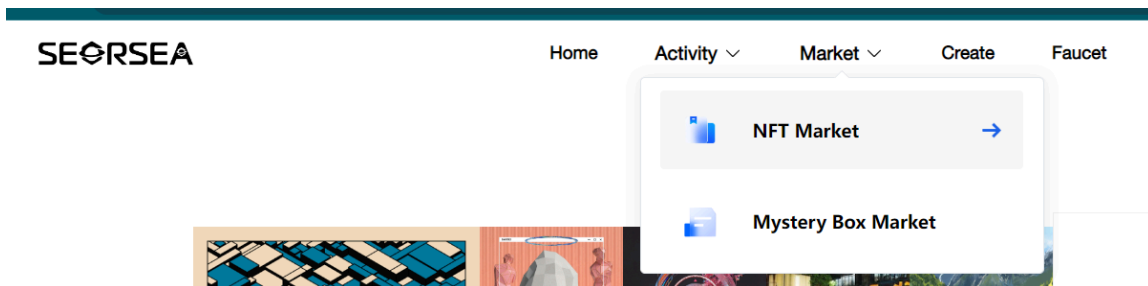 SEORSEA
Home Activity Market Create Faucet
NFT Market
Mystery Box Market